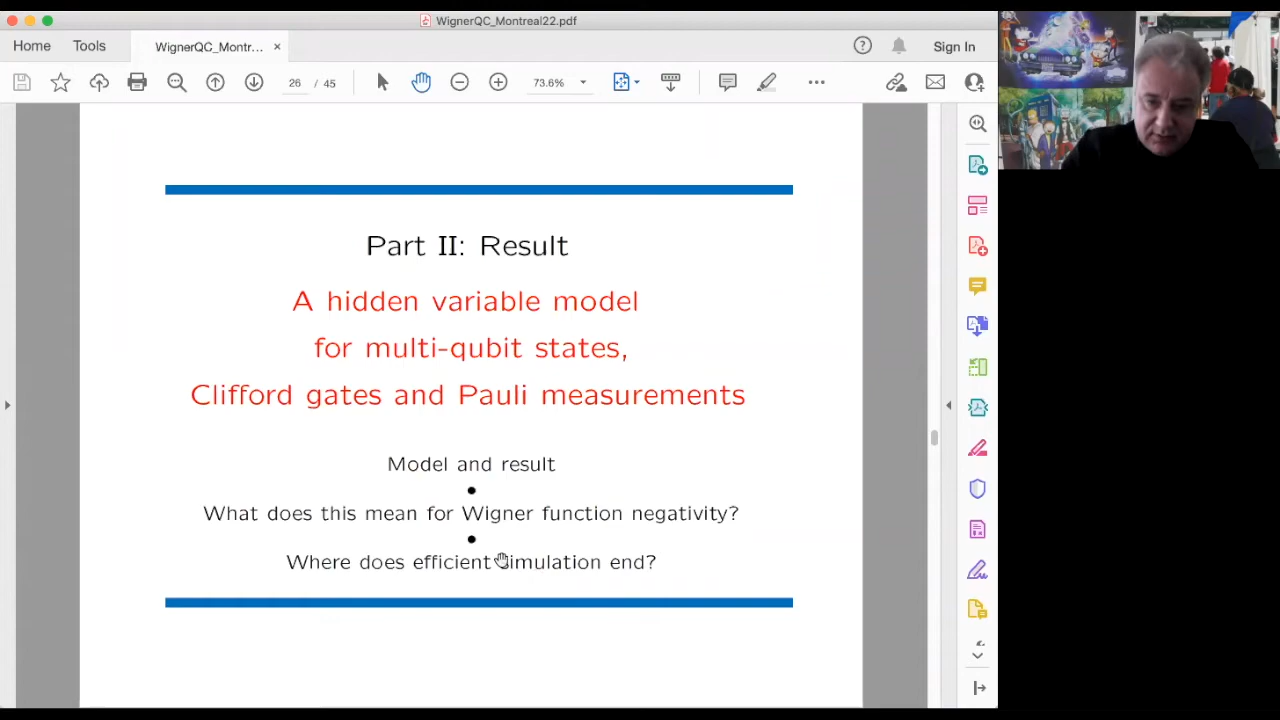 WignerQC_Montreal22.pdf
Home Tools WignerQC_Montr... × Sign In
26 / 45 73.6%
Part II: Result
A hidden variable model
for multi-qubit states,
Clifford gates and Pauli measurements
Model and result
What does this mean for Wigner function negativity?
Where does efficient simulation end?